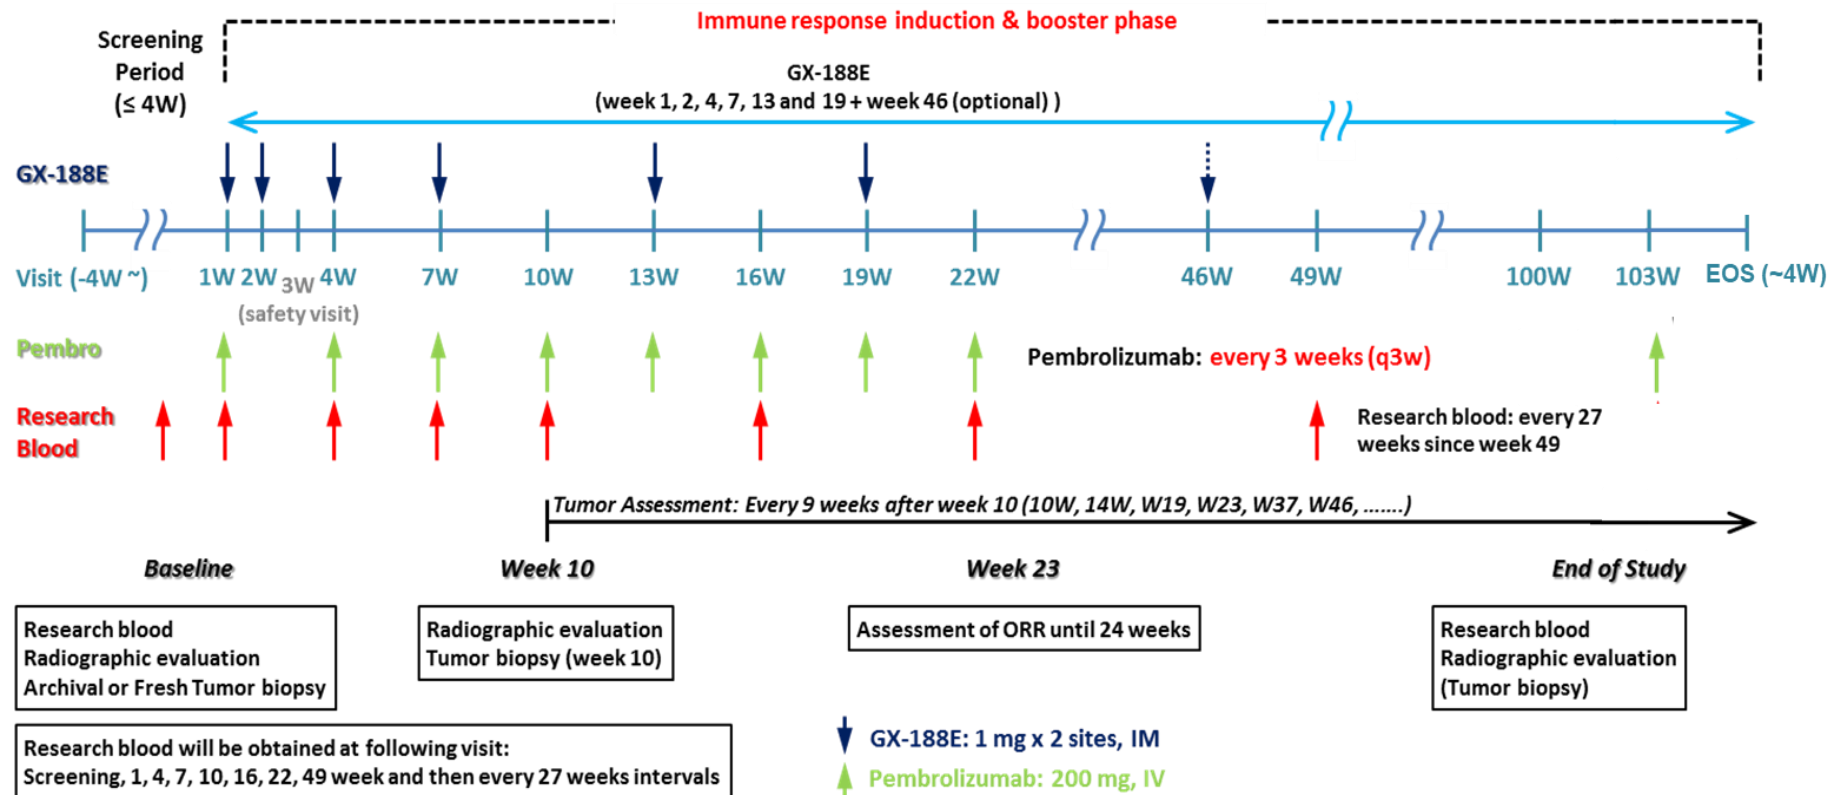 Immune response induction & booster phase
Screening
Period
(≤ 4W)
GX-188E
(week 1, 2, 4, 7, 13 and 19 + week 46 (optional) )
GX-188E
Visit (-4W ~)
1W
2W
3W
4W
7W
10W
13W
16W
19W
22W
46W
49W
100W
103W
EOS (~4W)
(safety visit)
Pembro
Pembrolizumab: every 3 weeks (q3w)
Research
Blood
Research blood: every 27
weeks since week 49
Tumor Assessment: Every 9 weeks after week 10 (10W, 14W, W19, W23, W37, W46, .......)
Baseline
Week 10
Week 23
End of Study
Research blood
Radiographic evaluation
Archival or Fresh Tumor biopsy
Radiographic evaluation
Tumor biopsy (week 10)
Assessment of ORR until 24 weeks
Research blood
Radiographic evaluation
(Tumor biopsy)
Research blood will be obtained at following visit:
Screening, 1, 4, 7, 10, 16, 22, 49 week and then every 27 weeks intervals
GX-188E: 1 mg x 2 sites, IM
Pembrolizumab: 200 mg, IV